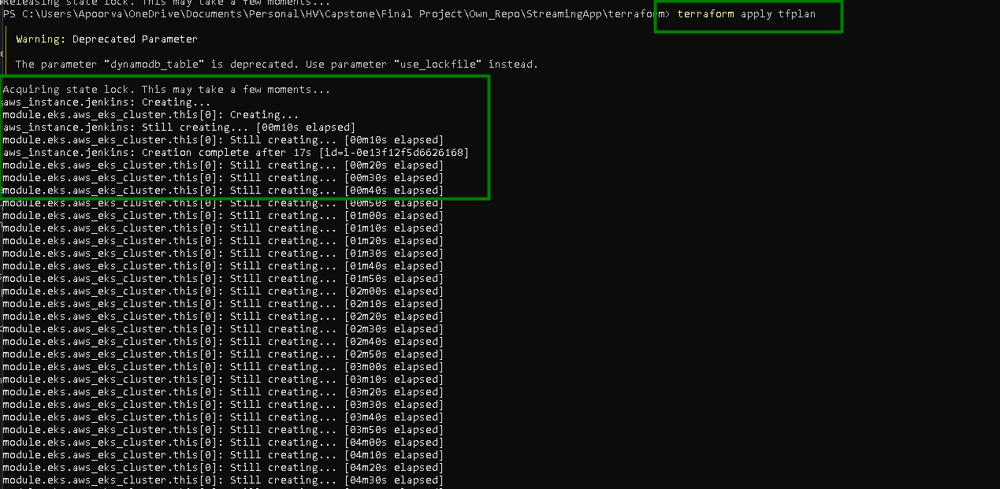 Releasing state lock. This may take a few moments...
PS C:\Users\Apoorva\OneDrive\Documents\Personal\HV\Capstone\Final Project\Own_Repo\StreamingApp\terraform> terraform apply tfplan
Warning: Deprecated Parameter
The parameter "dynamodb_table" is deprecated. Use parameter "use_lockfile" instead.
Acquiring state lock. This may take a few moments...
aws_instance.jenkins: Creating...
module.eks.aws_eks_cluster.this[0]: Creating...
aws_instance.jenkins: Still creating... [00m10s elapsed]
module.eks.aws_eks_cluster.this[0]: Still creating... [00m10s elapsed]
aws_instance.jenkins: Creation complete after 17s [id=i-0e13f12f5d6626168]
module.eks.aws_eks_cluster.this[0]: Still creating... [00m20s elapsed]
module.eks.aws_eks_cluster.this[0]: Still creating... [00m30s elapsed]
module.eks.aws_eks_cluster.this[0]: Still creating... [00m40s elapsed]
module.eks.aws_eks_cluster.this[0]: Still creating... [00m50s elapsed]
module.eks.aws_eks_cluster.this[0]: Still creating... [01m00s elapsed]
module.eks.aws_eks_cluster.this[0]: Still creating... [01m10s elapsed]
module.eks.aws_eks_cluster.this[0]: Still creating... [01m20s elapsed]
module.eks.aws_eks_cluster.this[0]: Still creating... [01m30s elapsed]
module.eks.aws_eks_cluster.this[0]: Still creating... [01m40s elapsed]
module.eks.aws_eks_cluster.this[0]: Still creating... [01m50s elapsed]
module.eks.aws_eks_cluster.this[0]: Still creating... [02m00s elapsed]
module.eks.aws_eks_cluster.this[0]: Still creating... [02m10s elapsed]
module.eks.aws_eks_cluster.this[0]: Still creating... [02m20s elapsed]
module.eks.aws_eks_cluster.this[0]: Still creating... [02m30s elapsed]
module.eks.aws_eks_cluster.this[0]: Still creating... [02m40s elapsed]
module.eks.aws_eks_cluster.this[0]: Still creating... [02m50s elapsed]
module.eks.aws_eks_cluster.this[0]: Still creating... [03m00s elapsed]
module.eks.aws_eks_cluster.this[0]: Still creating... [03m10s elapsed]
module.eks.aws_eks_cluster.this[0]: Still creating... [03m20s elapsed]
module.eks.aws_eks_cluster.this[0]: Still creating... [03m30s elapsed]
module.eks.aws_eks_cluster.this[0]: Still creating... [03m40s elapsed]
module.eks.aws_eks_cluster.this[0]: Still creating... [03m50s elapsed]
module.eks.aws_eks_cluster.this[0]: Still creating... [04m00s elapsed]
module.eks.aws_eks_cluster.this[0]: Still creating... [04m10s elapsed]
module.eks.aws_eks_cluster.this[0]: Still creating... [04m20s elapsed]
module.eks.aws_eks_cluster.this[0]: Still creating... [04m30s elapsed]